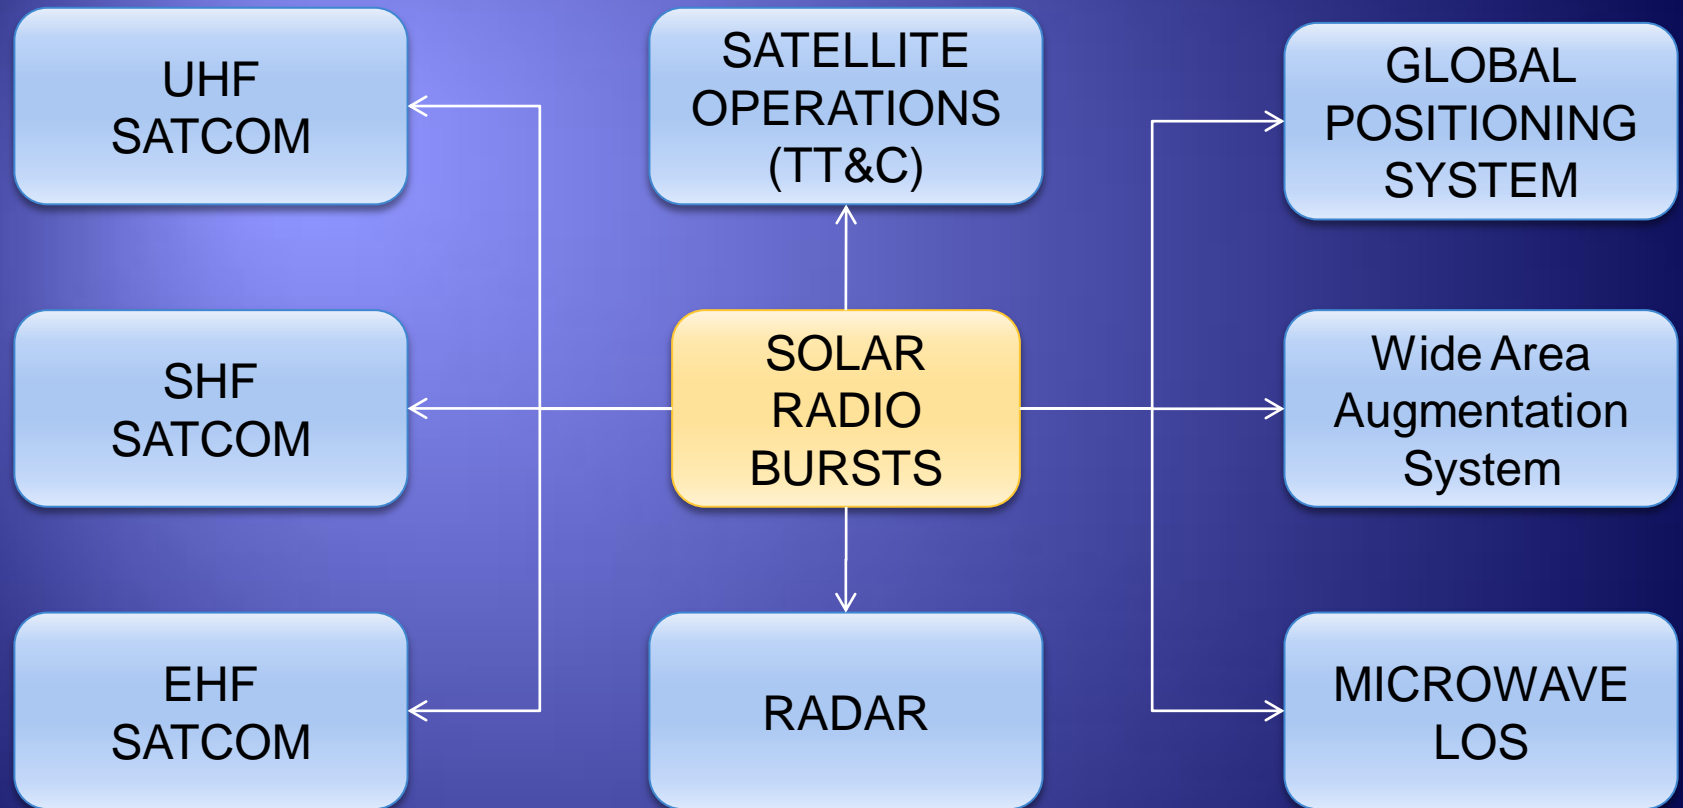 UHF
SATCOM
SATELLITE
OPERATIONS
(TT&C)
GLOBAL
POSITIONING
SYSTEM
SHF
SATCOM
SOLAR
RADIO
BURSTS
Wide Area
Augmentation
System
EHF
SATCOM
RADAR
MICROWAVE
LOS